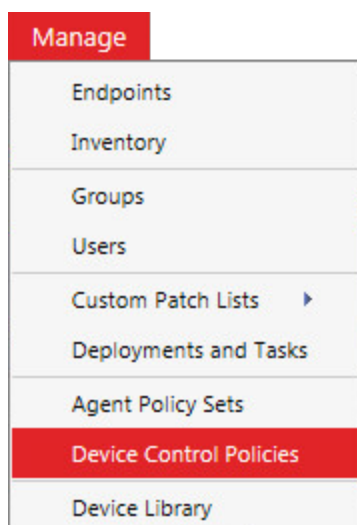 Manage
Endpoints
Inventory
Groups
Users
Custom Patch Lists
Deployments and Tasks
Agent Policy Sets
Device Control Policies
Device Library